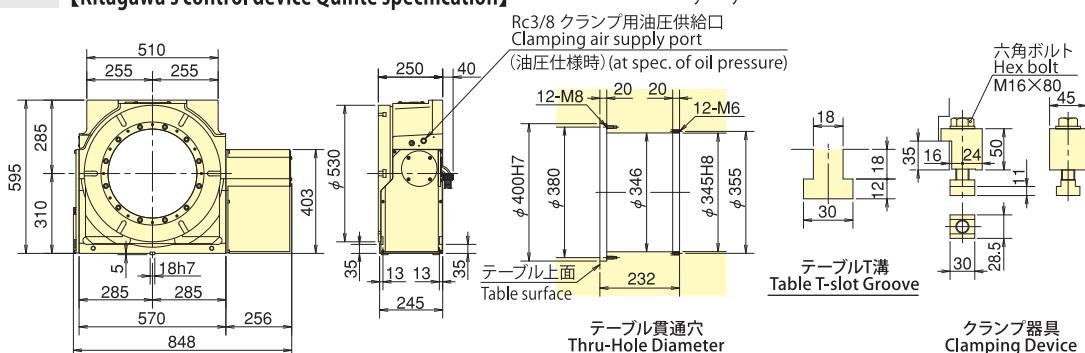 【Kitagawa's control device Quinte specification】
Rc3/8 クランプ用油圧供給口
Clamping air supply port
(油圧仕様時) (at spec. of oil pressure)
510
255
255
285
595
310
403
5
18h7
285
285
570
256
848
250
40
φ530
35
13
13
35
245
12-M8
20
20
12-M6
φ400H7
φ380
φ346
φ345H8
φ355
232
テーブル上面
Table surface
テーブル貫通穴
Thru-Hole Diameter
18
18
12
30
テーブルT溝
Table T-slot Groove
六角ボルト
Hex bolt
M16×80
45
35
16
24
50
11
28.5
30
クランプ器具
Clamping Device